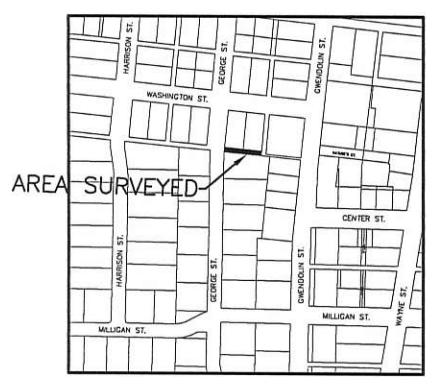 HARRISON ST.
GEORGE ST.
GWENDOLIN ST.
WASHINGTON ST.
AREA SURVEYED
CENTER ST.
HARRISON ST.
GEORGE ST.
GWENDOLIN ST.
WAYNE ST.
MILLIGAN ST.
MILLIGAN ST.